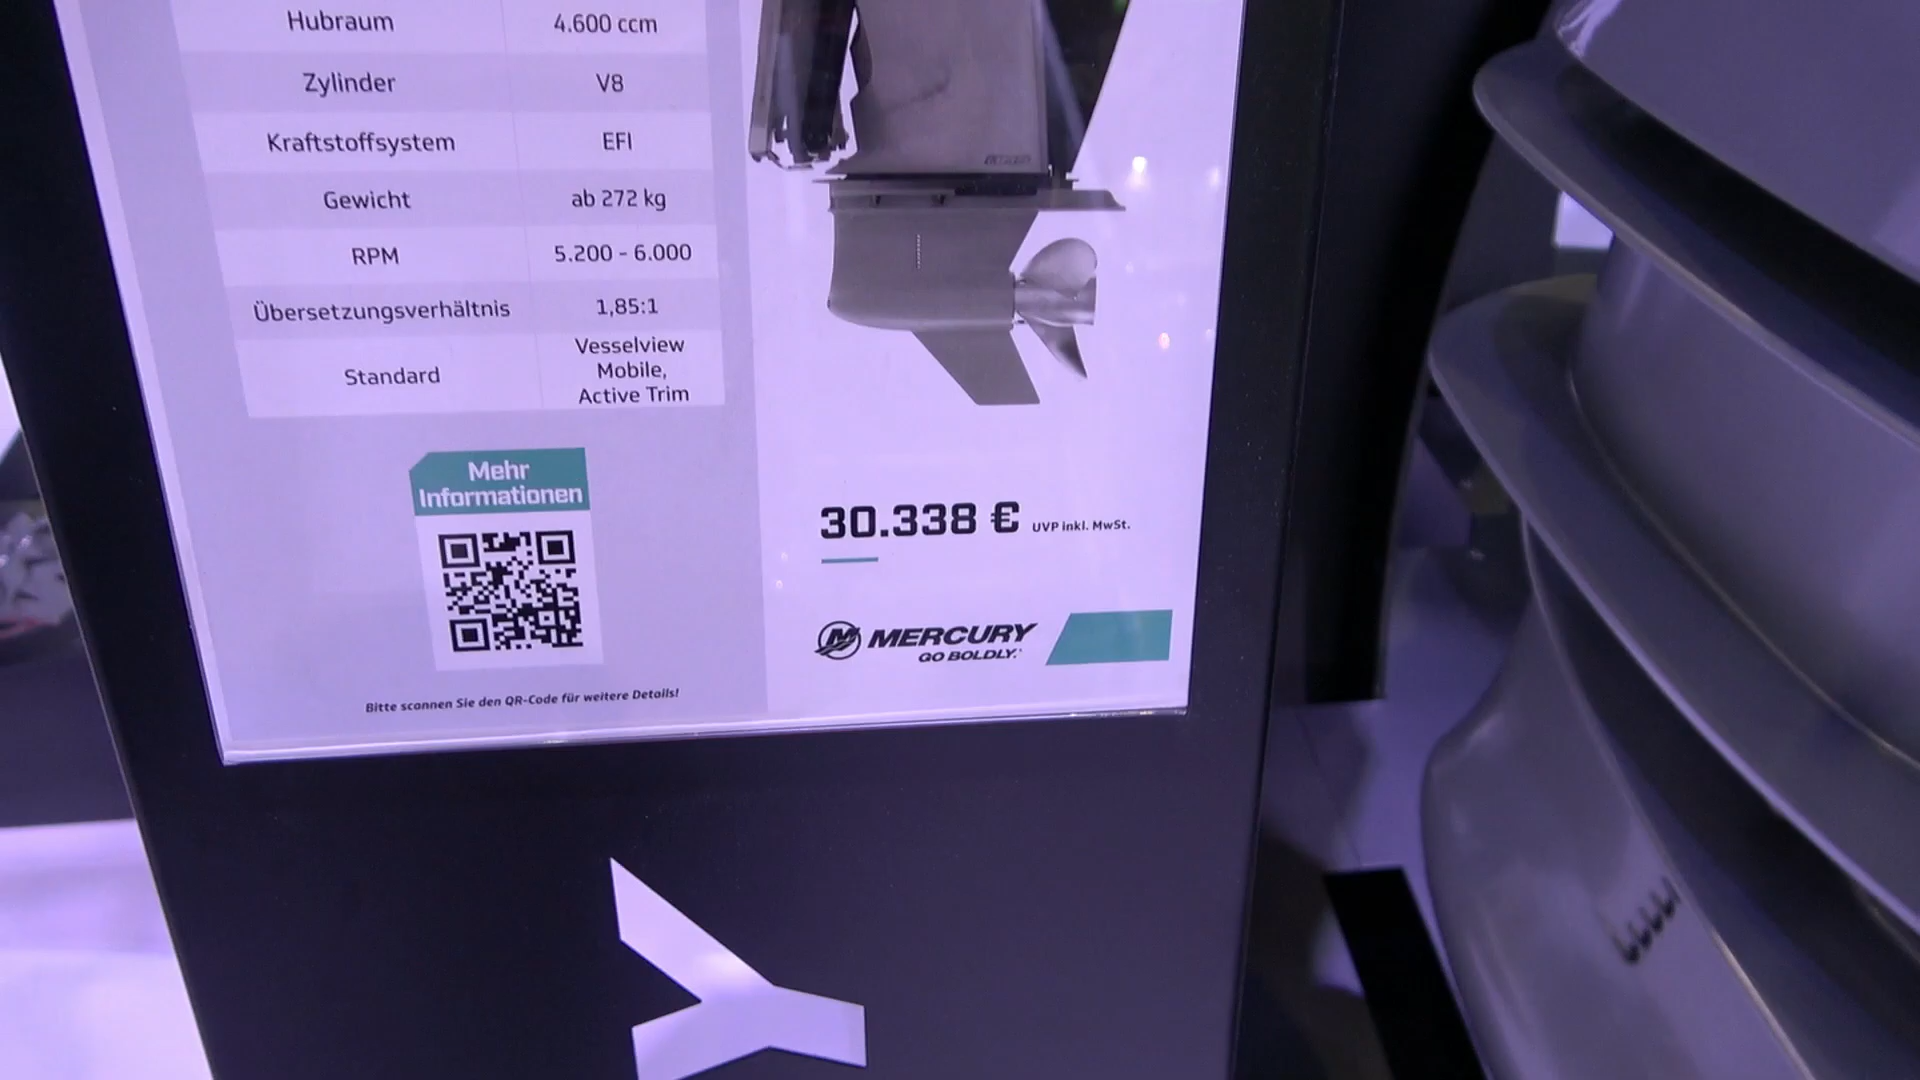 Hubraum 4.600 ccm
Zylinder V8
Kraftstoffsystem EFI
Gewicht ab 272 kg
RPM 5.200 - 6.000
Übersetzungsverhältnis 1,85:1
Standard Vesselview
Mobile,
Active Trim
Mehr
Informationen
Bitte scannen Sie den QR-Code für weitere Details!
30.338 € UVP inkl. MwSt.
MERCURY
GO BOLDLY.